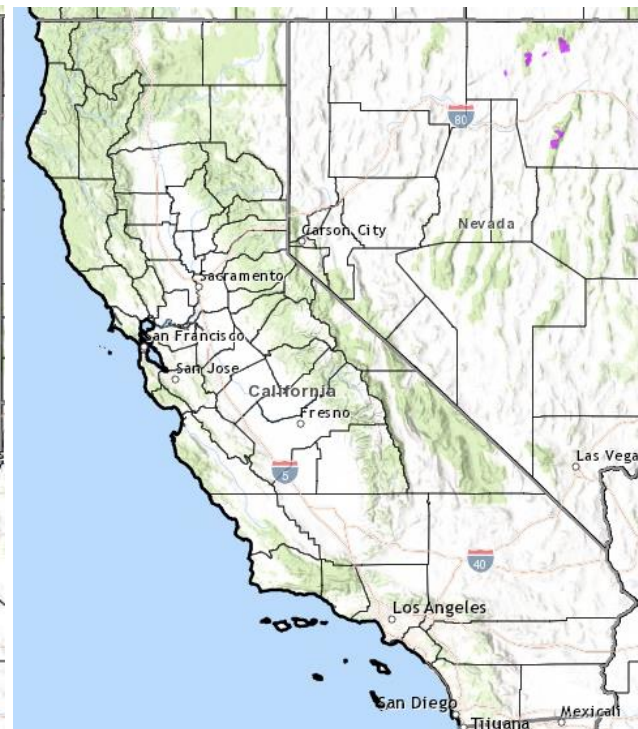 80
Nevada
Carson City
Sacramento
San Francisco
San Jose
California
Fresno
Las Vega
5
40
Los Angeles
San Diego
Mexicali
Tijuana